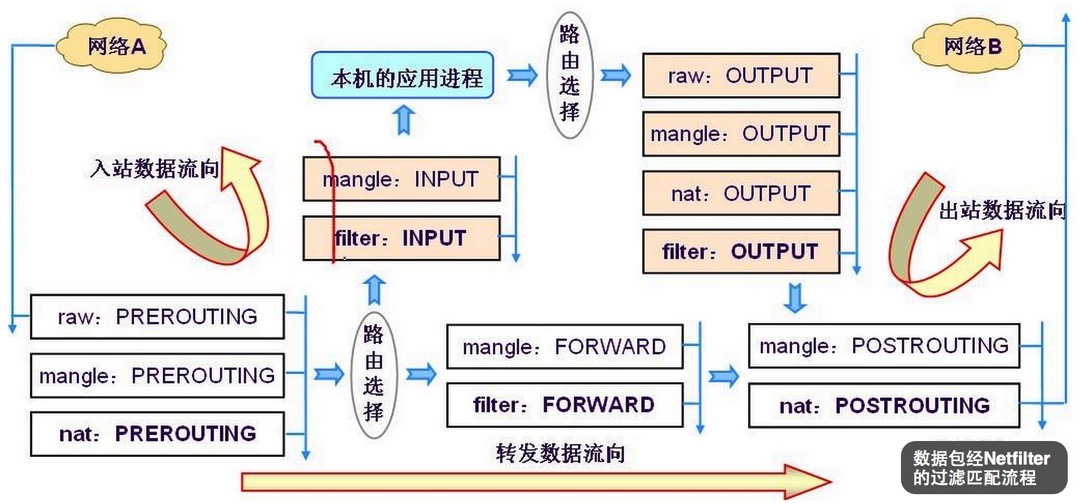 网络A
网络B
本机的应用进程
路由选择
raw：OUTPUT
mangle：OUTPUT
nat：OUTPUT
filter：OUTPUT
入站数据流向
mangle：INPUT
filter：INPUT
出站数据流向
raw：PREROUTING
mangle：PREROUTING
nat：PREROUTING
路由选择
mangle：FORWARD
filter：FORWARD
mangle：POSTROUTING
nat：POSTROUTING
转发数据流向
数据包经Netfilter
的过滤匹配流程